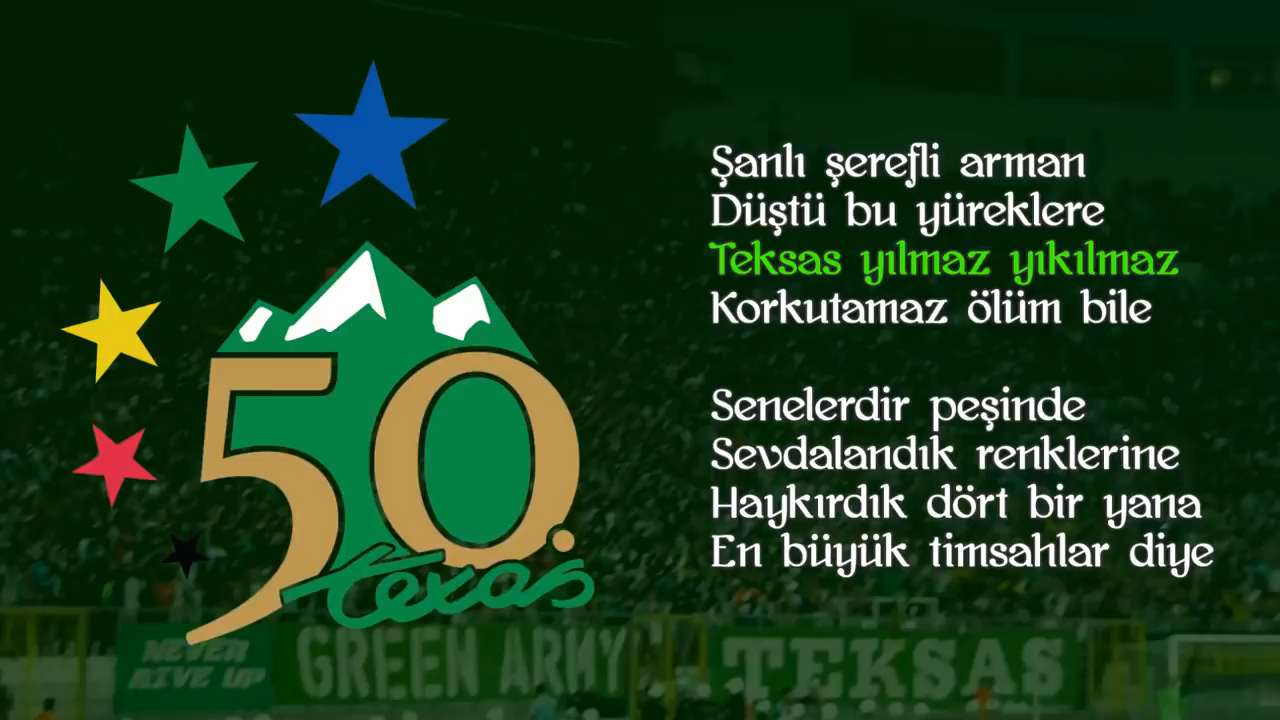 Şanlı şerefli arman
Düştü bu yüreklere
Teksas yılmaz yıkılmaz
Korkutamaz ölüm bile
Senelerdir peşinde
Sevdalandık renklerine
Haykırdık dört bir yana
En büyük timsahlar diye
50.
texas
NEVER
GIVE UP
GREEN ARMY
TEKSAS